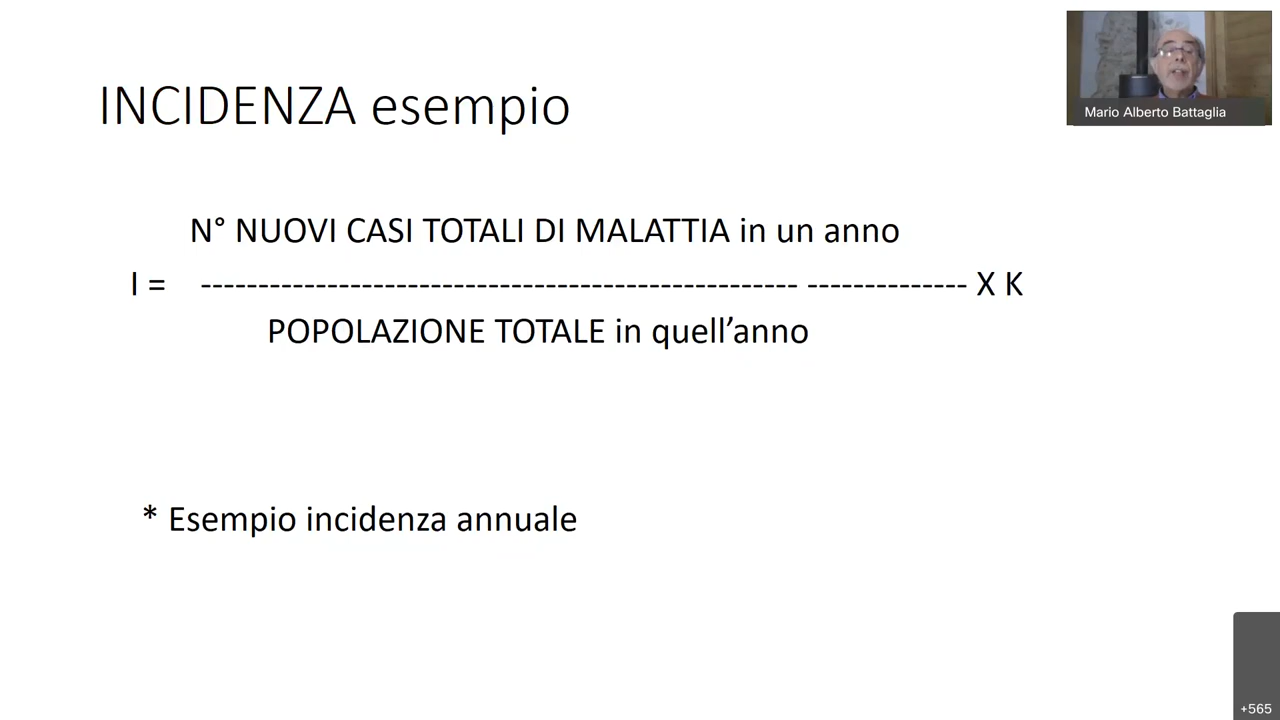 INCIDENZA esempio
Mario Alberto Battaglia
N° NUOVI CASI TOTALI DI MALATTIA in un anno
I = ---------------------------------------------------- -------------- X K
POPOLAZIONE TOTALE in quell’anno
* Esempio incidenza annuale
+565